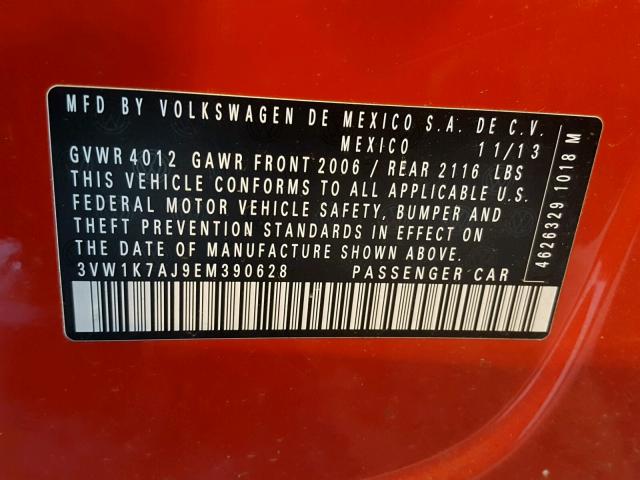 MFD BY VOLKSWAGEN DE MEXICO S.A. DE C.V.
MEXICO 11/13
GVWR 4012 GAWR FRONT 2006 / REAR 2116 LBS
THIS VEHICLE CONFORMS TO ALL APPLICABLE U.S.
FEDERAL MOTOR VEHICLE SAFETY, BUMPER AND
THEFT PREVENTION STANDARDS IN EFFECT ON
THE DATE OF MANUFACTURE SHOWN ABOVE.
3VW1K7AJ9EM390628 PASSENGER CAR
4626329 1018 M